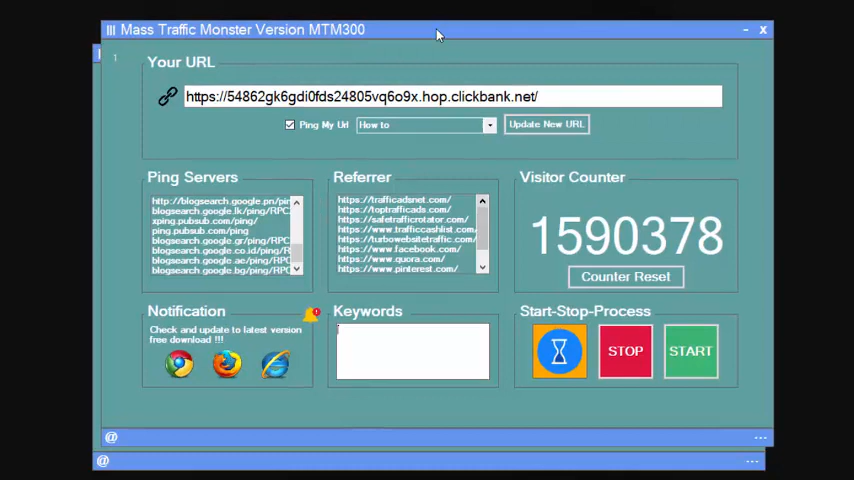 Mass Traffic Monster Version MTM300
- x
1
Your URL
https://54862gk6gdi0fds24805vq6o9x.hop.clickbank.net/
Ping My Url
How to
Update New URL
Ping Servers
http://blogsearch.google.pn/pin
blogsearch.google.lk/ping/RPC
xping.pubsub.com/ping/
ping.pubsub.com/ping
blogsearch.google.gr/ping/RPC
blogsearch.google.co.id/ping/R
blogsearch.google.ae/ping/RPC
blogsearch.google.bg/ping/RPC
Referrer
https://trafficadsnet.com/
https://toptrafficads.com/
https://safetrafficrotator.com/
https://www.trafficcashlist.com/
https://turbowebsitetraffic.com/
https://www.facebook.com/
https://www.quora.com/
https://www.pinterest.com/
Visitor Counter
1590378
Counter Reset
Notification
Check and update to latest version
free download !!!
Keywords
Start-Stop-Process
STOP
START
@ ...
@ ...